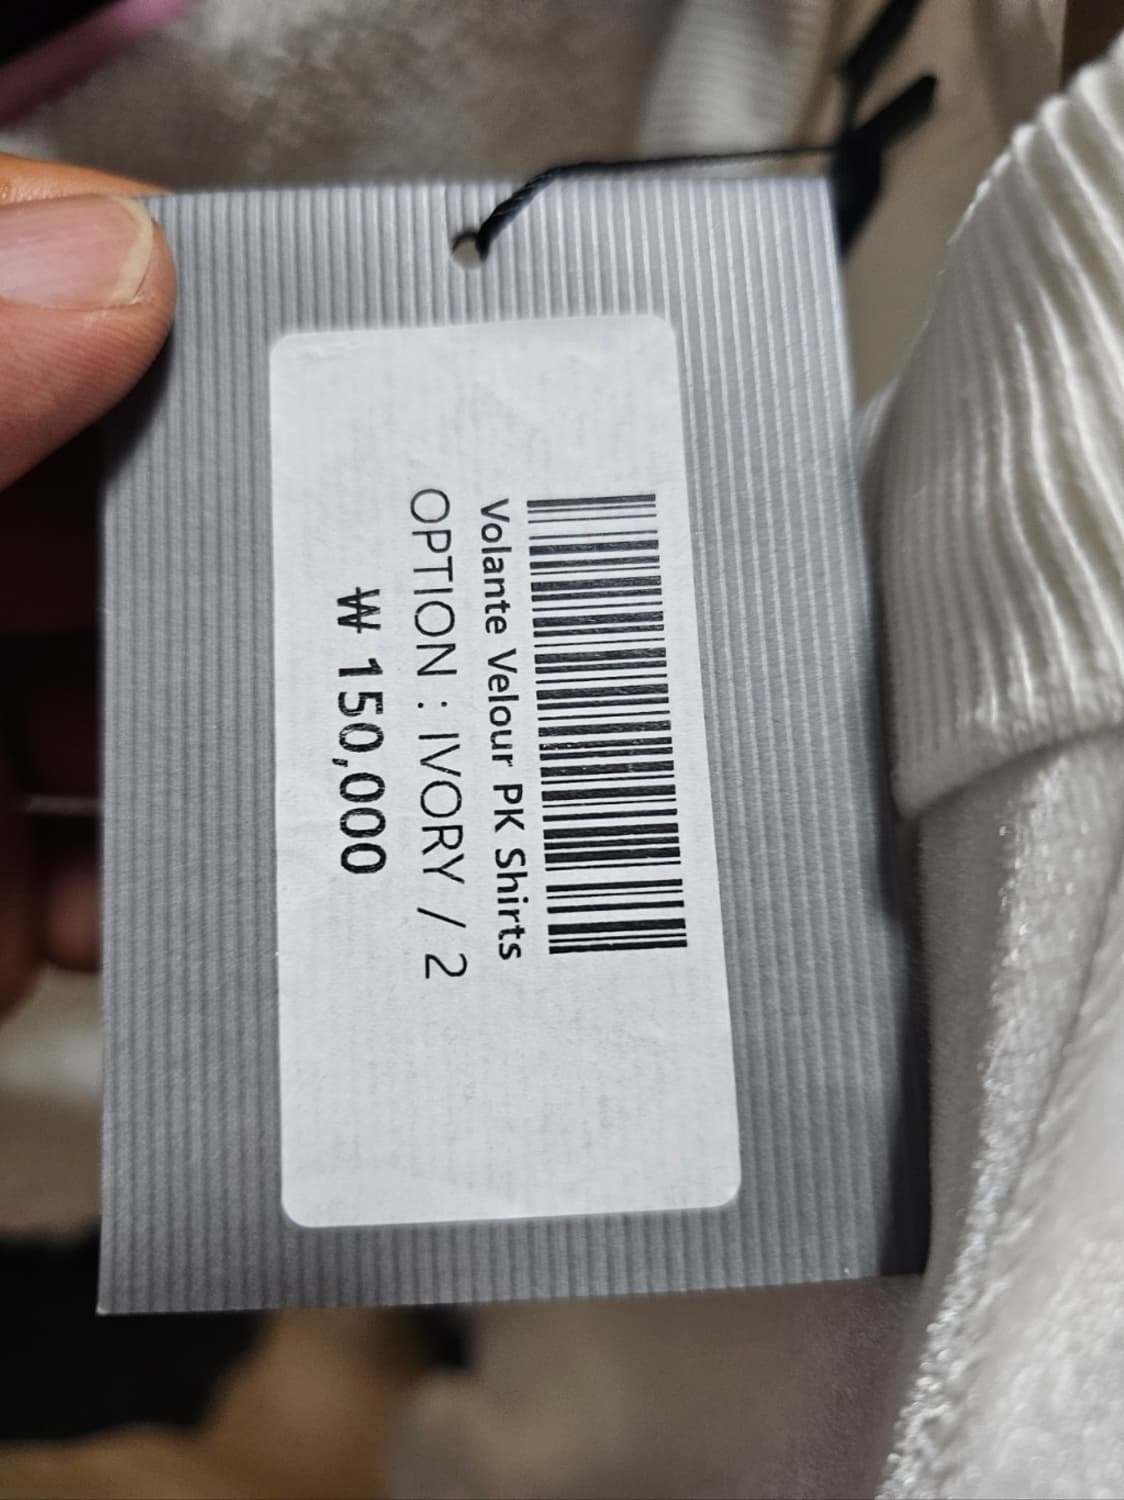 Volante Velour PK Shirts
OPTION : IVORY / 2
₩ 150,000